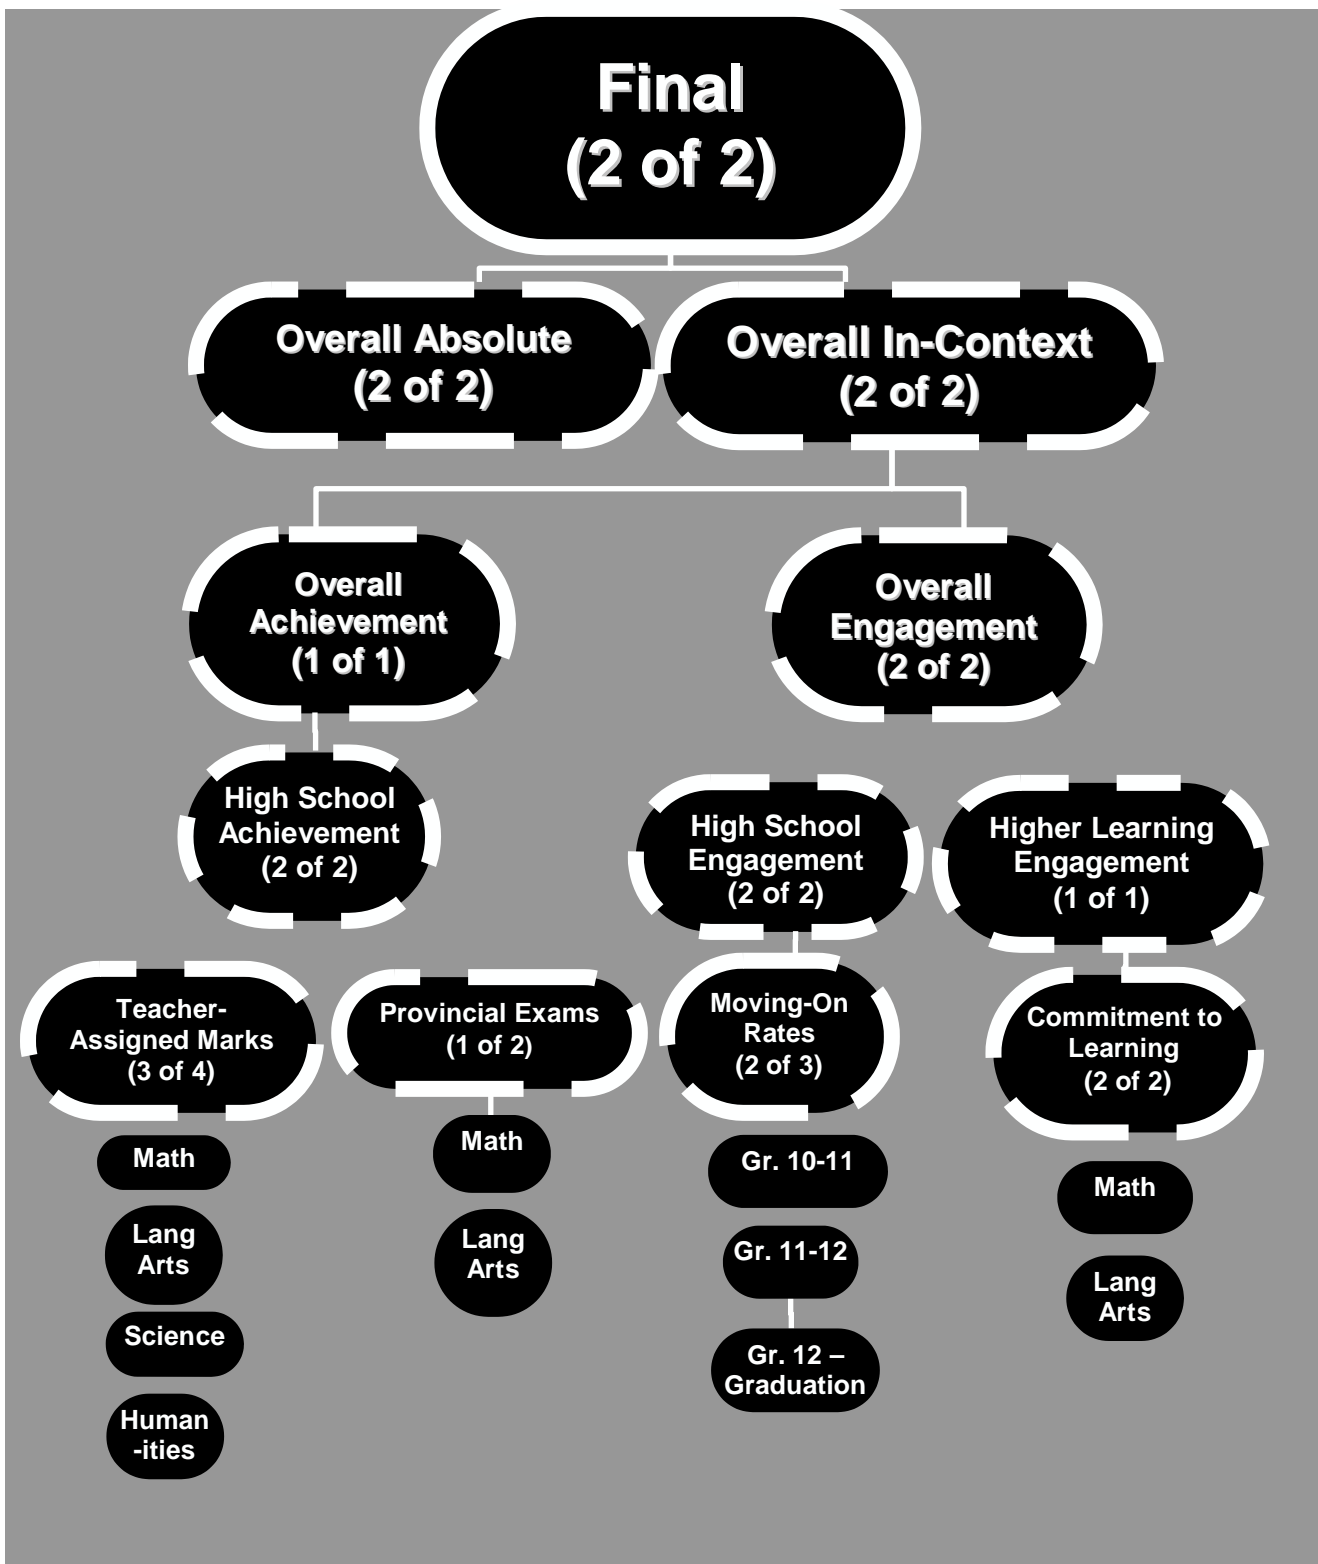 Final
(2 of 2)
Overall Absolute
(2 of 2)
Overall In-Context
(2 of 2)
Overall
Achievement
(1 of 1)
Overall
Engagement
(2 of 2)
High School
Achievement
(2 of 2)
High School
Engagement
(2 of 2)
Higher Learning
Engagement
(1 of 1)
Teacher-
Assigned Marks
(3 of 4)
Provincial Exams
(1 of 2)
Moving-On
Rates
(2 of 3)
Commitment to
Learning
(2 of 2)
Math
Lang
Arts
Science
Human
-ities
Math
Lang
Arts
Gr. 10-11
Gr. 11-12
Gr. 12 –
Graduation
Math
Lang
Arts